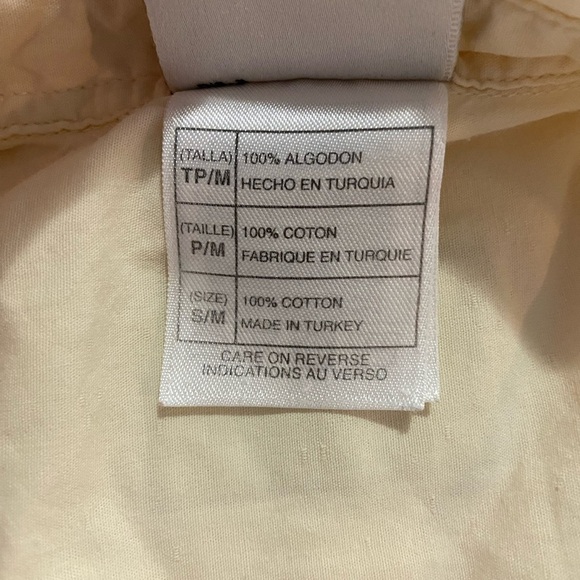 (TALLA) 100% ALGODON
TP/M HECHO EN TURQUIA
(TAILLE) 100% COTON
P/M FABRIQUE EN TURQUIE
(SIZE) 100% COTTON
S/M MADE IN TURKEY
CARE ON REVERSE
INDICATIONS AU VERSO